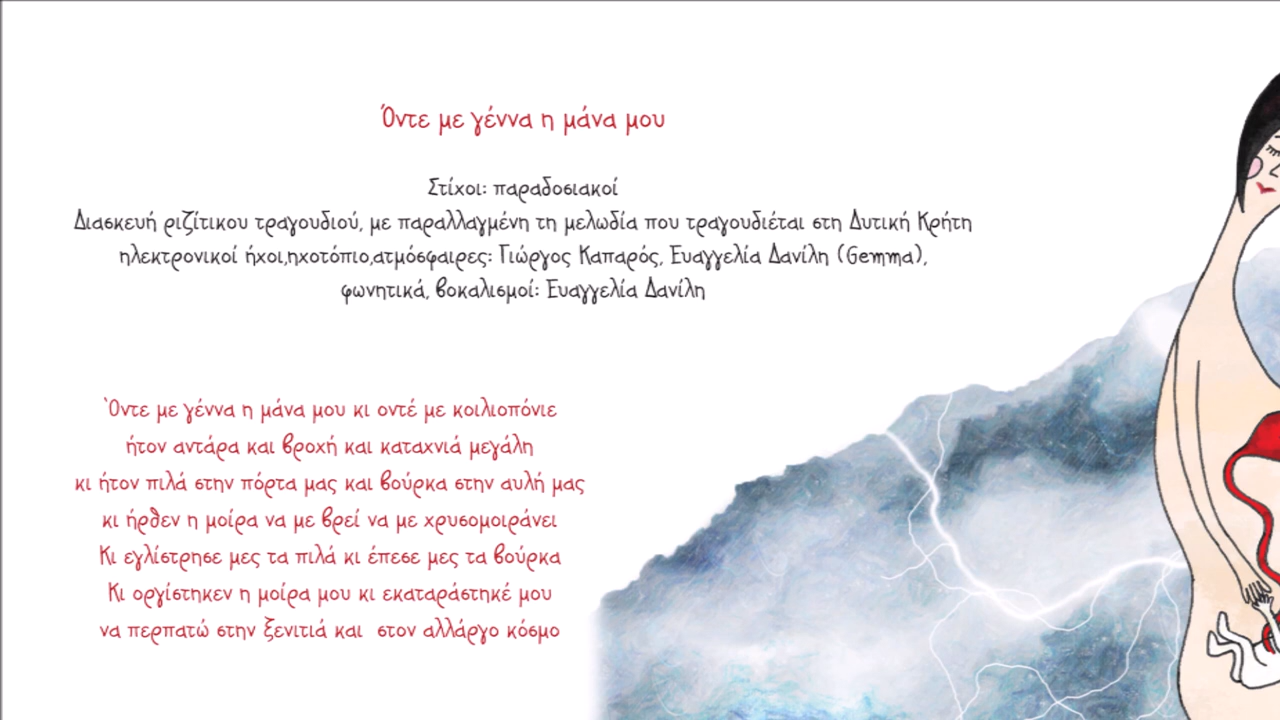 Όντε με γέννα η μάνα μου
Στίχοι: παραδοσιακοί
Διασκευή ριζίτικου τραγουδιού, με παραλλαγμένη τη μελωδία που τραγουδιέται στη Δυτική Κρήτη
ηλεκτρονικοί ήχοι,ηχοτόπιο,ατμόσφαιρες: Γιώργος Καπαρός, Ευαγγελία Δανίλη (Gemma),
φωνητικά, βοκαλισμοί: Ευαγγελία Δανίλη
Όντε με γέννα η μάνα μου κι οντέ με κοιλιοπόνιε
ήτον αντάρα και βροχή και καταχνιά μεγάλη
κι ήτον πιλά στην πόρτα μας και βούρκα στην αυλή μας
κι ήρθεν η μοίρα να με βρεί να με χρυσομοιράνει
Κι εγλίστρησε μες τα πιλά κι έπεσε μες τα βούρκα
Κι οργίστηκεν η μοίρα μου κι εκαταράστηκέ μου
να περπατώ στην ξενιτιά και στον αλλάργο κόσμο